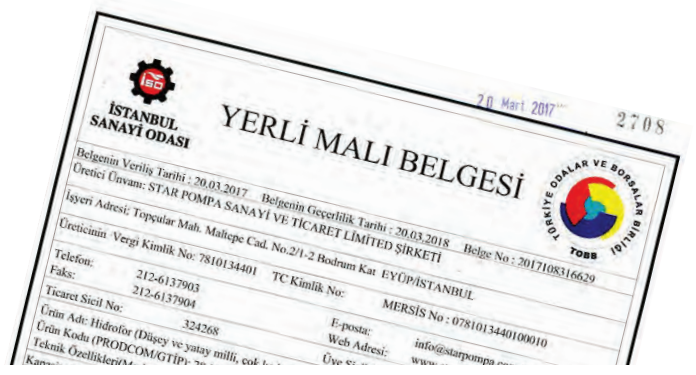 20 Mart 2017
2708
İSO
İSTANBUL
SANAYİ ODASI
YERLİ MALI BELGESİ
TÜRKİYE ODALAR VE BORSALAR BİRLİĞİ
TOBB
Belgenin Veriliş Tarihi : 20.03.2017 Belgenin Geçerlilik Tarihi : 20.03.2018 Belge No : 2017108316629
Üretici Ünvanı: STAR POMPA SANAYİ VE TİCARET LİMİTED ŞİRKETİ
İşyeri Adresi: Topçular Mah. Maltepe Cad. No.2/1-2 Bodrum Kat EYÜP/İSTANBUL
Üreticinin Vergi Kimlik No: 7810134401 TC Kimlik No: MERSİS No : 0781013440100010
Telefon: 212-6137903 E-posta: info@starpompa.co
Faks: 212-6137904 Web Adresi:
Ticaret Sicil No: 324268
Ürün Adı: Hidrofor (Düşey ve yatay milli, çok
Ürün Kodu (PRODCOM/GTİP):
Teknik Özellikleri